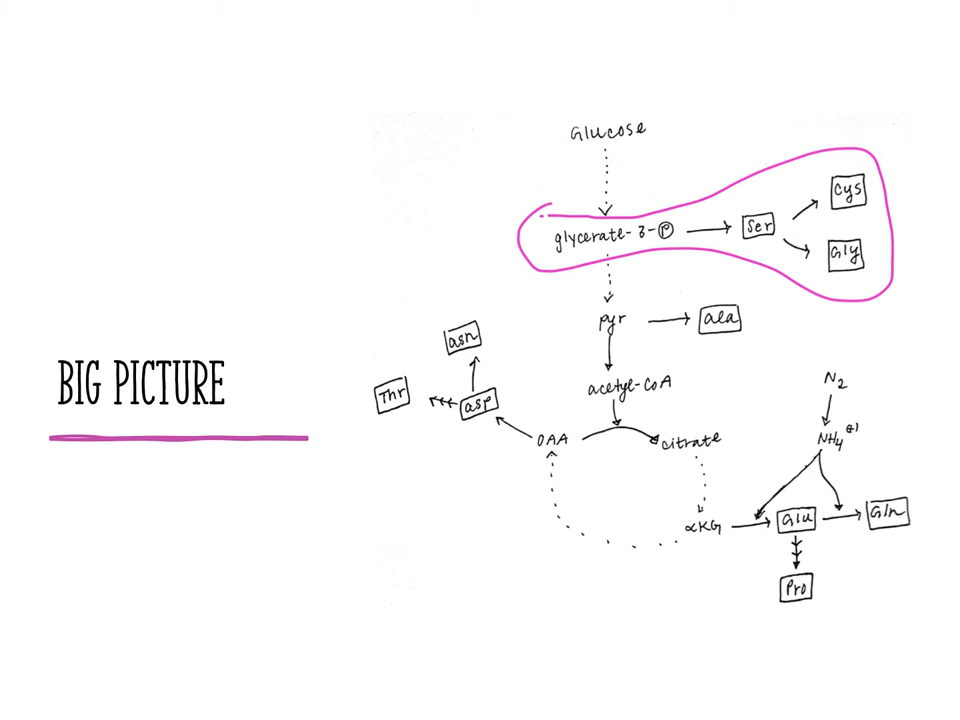 BIG PICTURE
Glucose
glycerate-3-Ⓟ
Ser
Cys
Gly
pyr
ala
asn
Thr
asp
acetyl-CoA
OAA
citrate
N2
NH4⊕
αKG
Glu
Gln
Pro